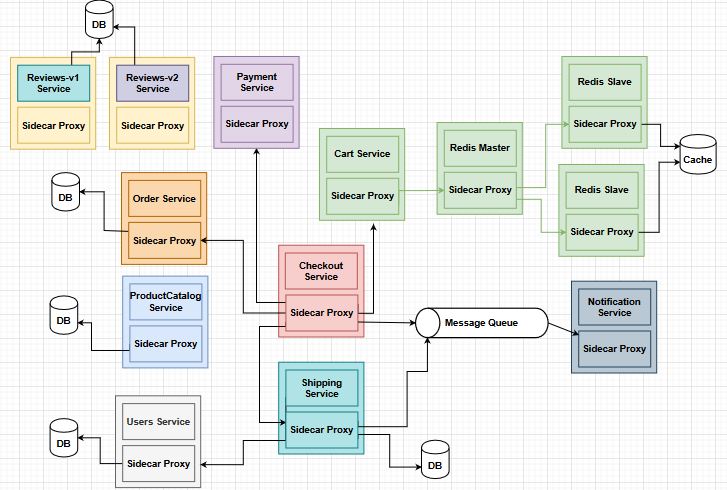 DB
Reviews-v1
Service
Sidecar Proxy
Reviews-v2
Service
Sidecar Proxy
Payment
Service
Sidecar Proxy
Cart Service
Sidecar Proxy
Redis Master
Sidecar Proxy
Redis Slave
Sidecar Proxy
Cache
Redis Slave
Sidecar Proxy
DB
Order Service
Sidecar Proxy
Checkout
Service
Sidecar Proxy
DB
ProductCatalog
Service
Sidecar Proxy
Message Queue
Notification
Service
Sidecar Proxy
Shipping
Service
Sidecar Proxy
DB
Users Service
Sidecar Proxy
DB